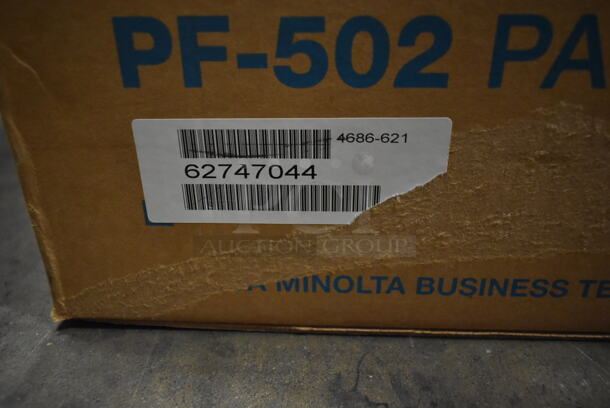 PF-502 PA
4686-621
62747044
AUCTION GROUP
A MINOLTA BUSINESS TE